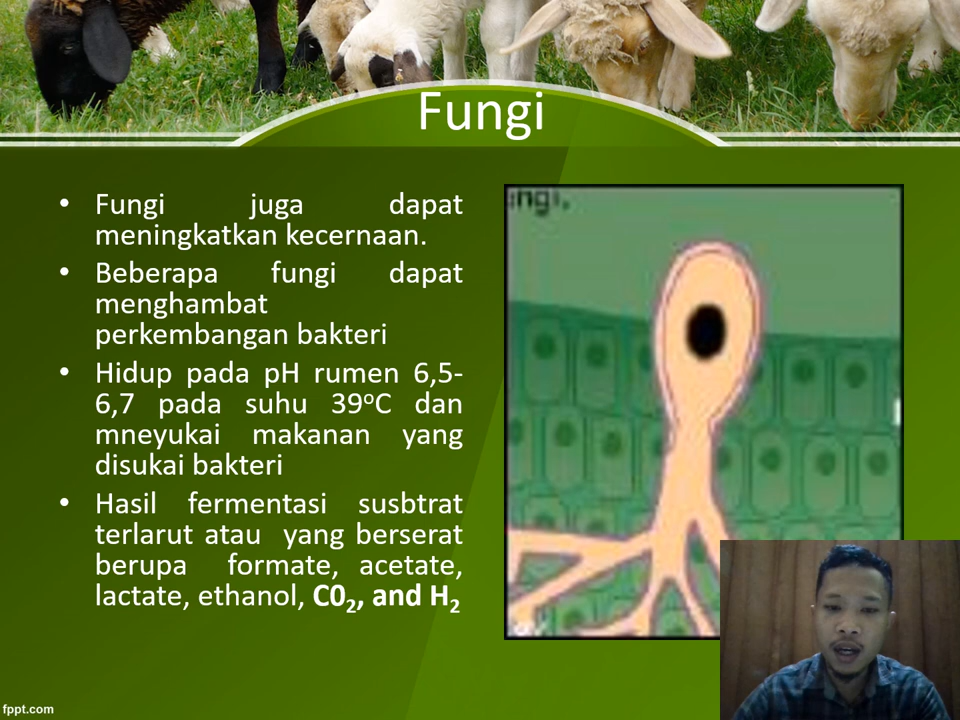 Fungi
• Fungi juga dapat
meningkatkan kecernaan.
• Beberapa fungi dapat
menghambat
perkembangan bakteri
• Hidup pada pH rumen 6,5-
6,7 pada suhu 39ᵒC dan
mneyukai makanan yang
disukai bakteri
• Hasil fermentasi susbtrat
terlarut atau yang berserat
berupa formate, acetate,
lactate, ethanol, C0₂, and H₂
ngi.
fppt.com